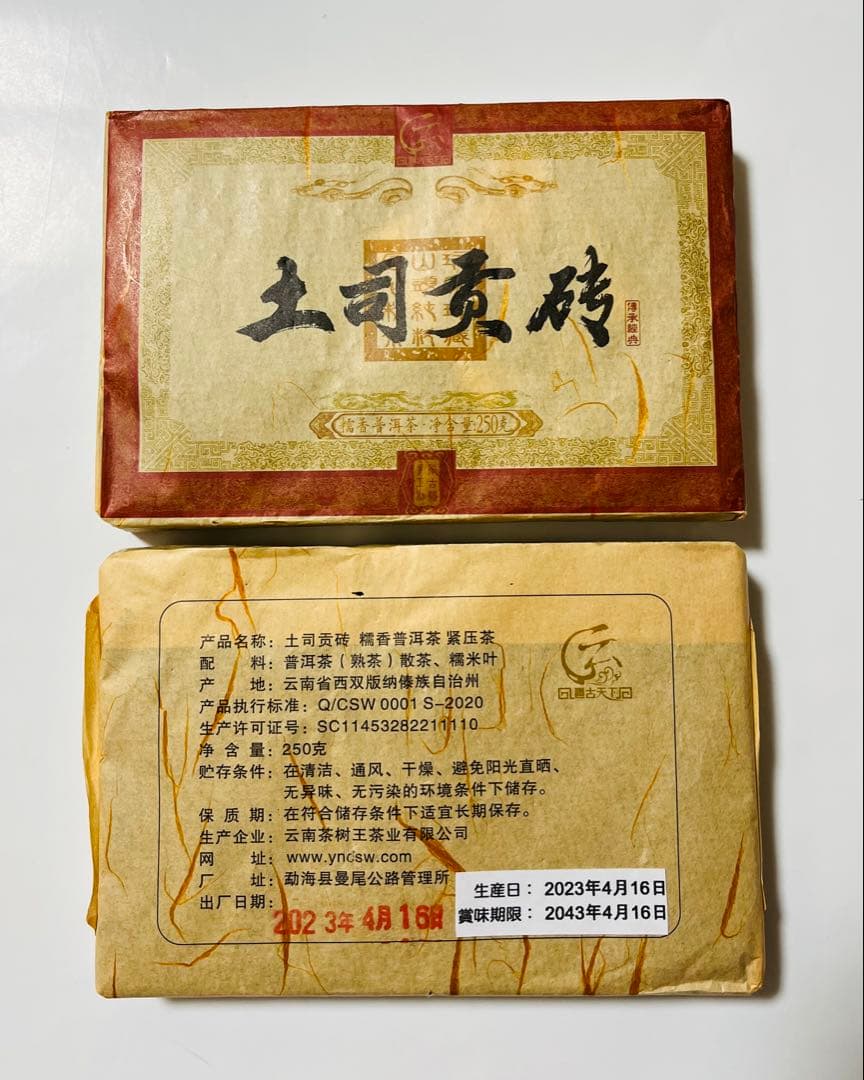 土司贡砖
傳承經典
糯香普洱茶·净含量:250克
产品名称：土司贡砖 糯香普洱茶 紧压茶
配 料：普洱茶（熟茶）散茶、糯米叶
产 地：云南省西双版纳傣族自治州
产品执行标准：Q/CSW 0001 S-2020
生产许可证号：SC11453282211110
净 含 量：250克
贮存条件：在清洁、通风、干燥、避免阳光直晒、
无异味、无污染的环境条件下储存。
保 质 期：在符合储存条件下适宜长期保存。
生产企业：云南茶树王茶业有限公司
网 址：www.yncsw.com
厂 址：勐海县曼尾公路管理所
出厂日期：
2023年4月16日
生産日： 2023年4月16日
賞味期限： 2043年4月16日